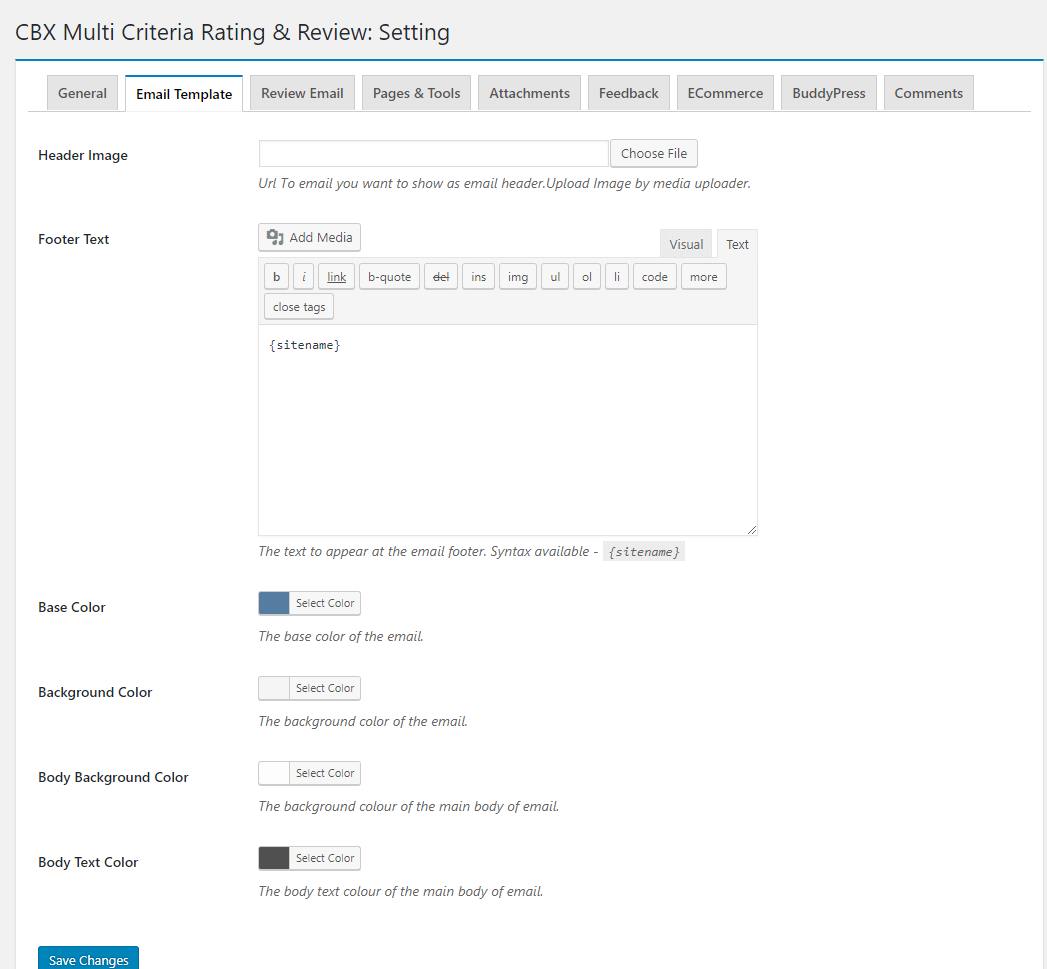 CBX Multi Criteria Rating & Review: Setting
General Email Template Review Email Pages & Tools Attachments Feedback ECommerce BuddyPress Comments
Header Image Choose File
Url To email you want to show as email header.Upload Image by media uploader.
Footer Text Add Media Visual Text
b i link b-quote del ins img ul ol li code more
close tags
{sitename}
The text to appear at the email footer. Syntax available - {sitename}
Base Color Select Color
The base color of the email.
Background Color Select Color
The background color of the email.
Body Background Color Select Color
The background colour of the main body of email.
Body Text Color Select Color
The body text colour of the main body of email.
Save Changes